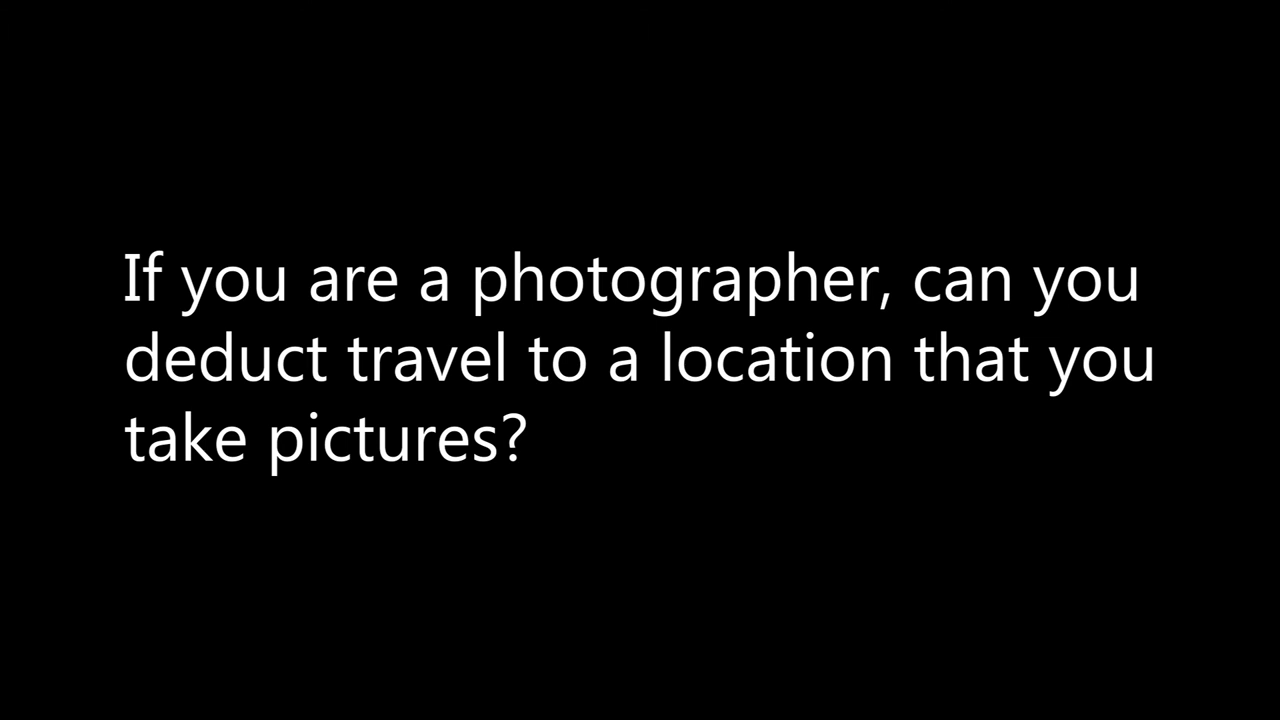 If you are a photographer, can you
deduct travel to a location that you
take pictures?